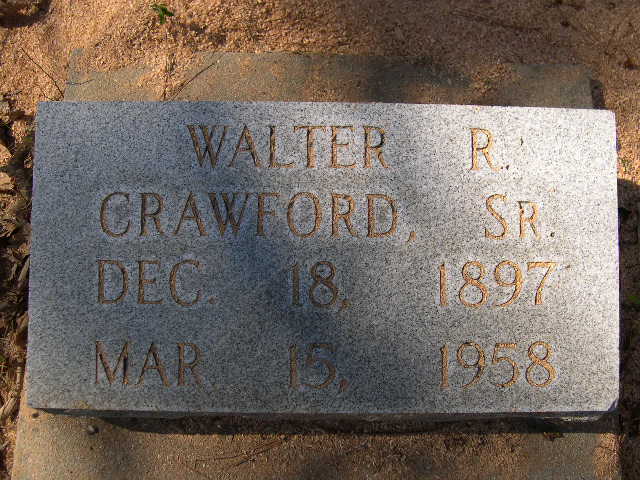 WALTER R.
CRAWFORD, SR.
DEC. 18, 1897
MAR. 15, 1958